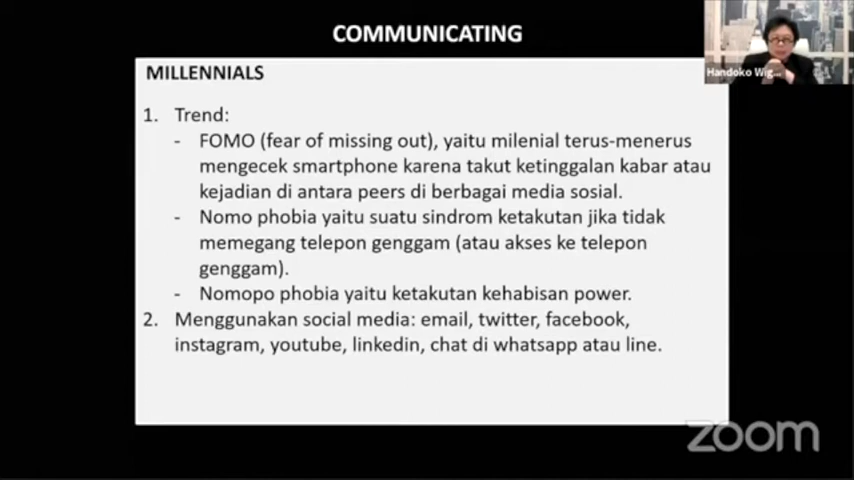 COMMUNICATING
Handoko Wig...
MILLENNIALS
1. Trend:
- FOMO (fear of missing out), yaitu milenial terus-menerus
mengecek smartphone karena takut ketinggalan kabar atau
kejadian di antara peers di berbagai media sosial.
- Nomo phobia yaitu suatu sindrom ketakutan jika tidak
memegang telepon genggam (atau akses ke telepon
genggam).
- Nomopo phobia yaitu ketakutan kehabisan power.
2. Menggunakan social media: email, twitter, facebook,
instagram, youtube, linkedin, chat di whatsapp atau line.
zoom